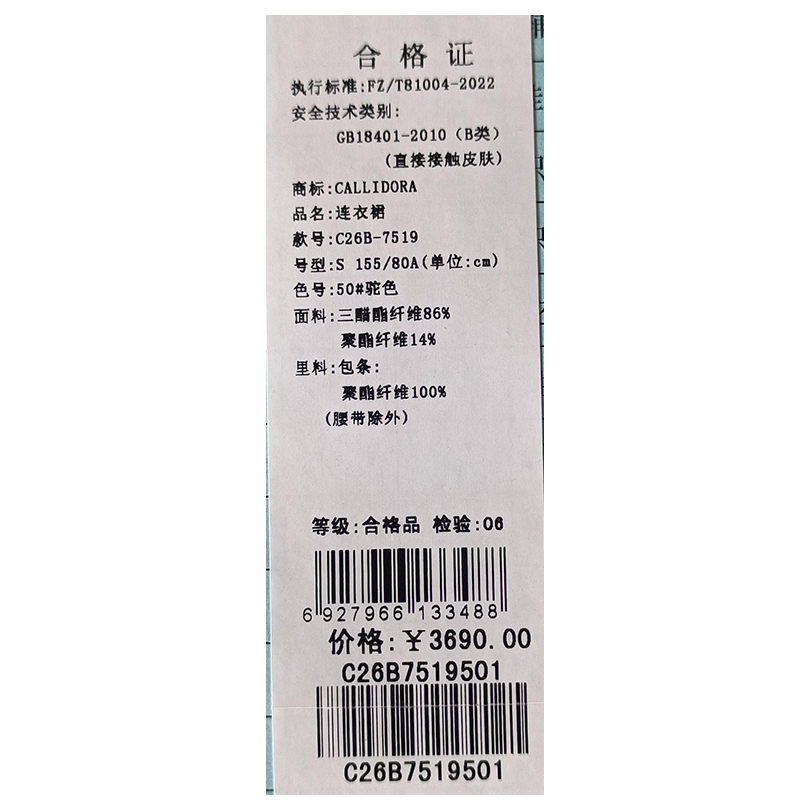 合格证
执行标准:FZ/T81004-2022
安全技术类别:
GB18401-2010（B类）
(直接接触皮肤)
商标:CALLIDORA
品名:连衣裙
款号:C26B-7519
号型:S 155/80A(单位:cm)
色号:50#驼色
面料:三醋酯纤维86%
聚酯纤维14%
里料:包条:
聚酯纤维100%
(腰带除外)
等级:合格品 检验:06
6 927966 133488
价格:￥3690.00
C26B7519501
C26B7519501